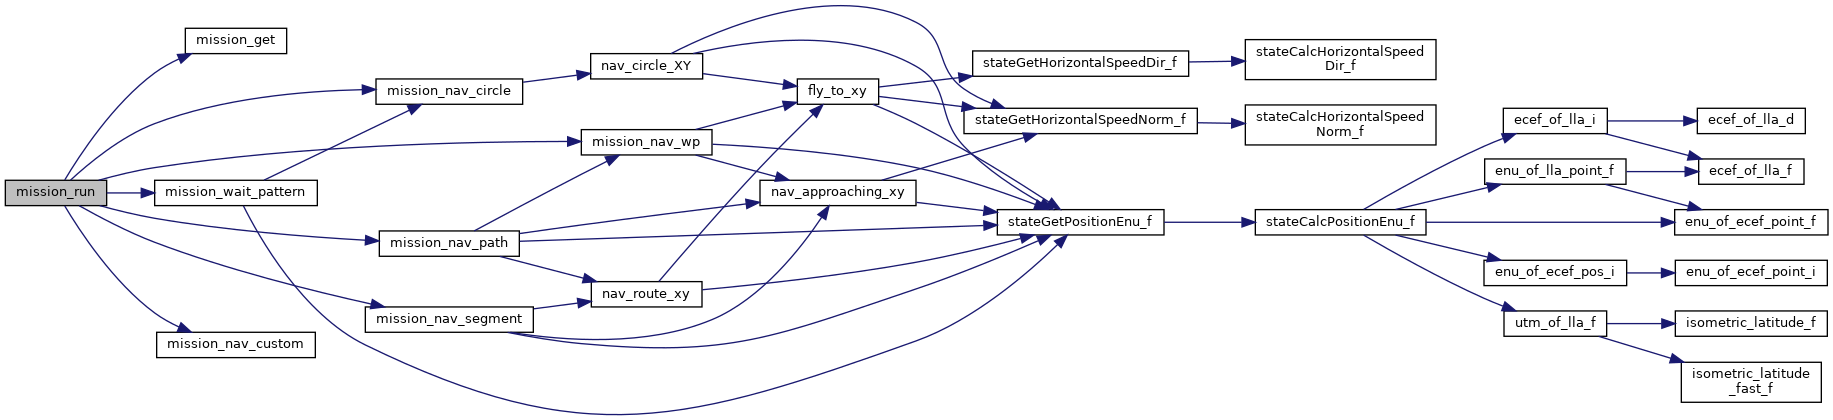 mission_run
mission_get
mission_wait_pattern
mission_nav_custom
mission_nav_circle
mission_nav_path
mission_nav_segment
nav_circle_XY
mission_nav_wp
nav_route_xy
fly_to_xy
nav_approaching_xy
stateGetHorizontalSpeedDir_f
stateGetHorizontalSpeedNorm_f
stateGetPositionEnu_f
stateCalcHorizontalSpeed
Dir_f
stateCalcHorizontalSpeed
Norm_f
stateCalcPositionEnu_f
ecef_of_lla_i
enu_of_lla_point_f
enu_of_ecef_pos_i
utm_of_lla_f
ecef_of_lla_d
ecef_of_lla_f
enu_of_ecef_point_f
enu_of_ecef_point_i
isometric_latitude_f
isometric_latitude
_fast_f